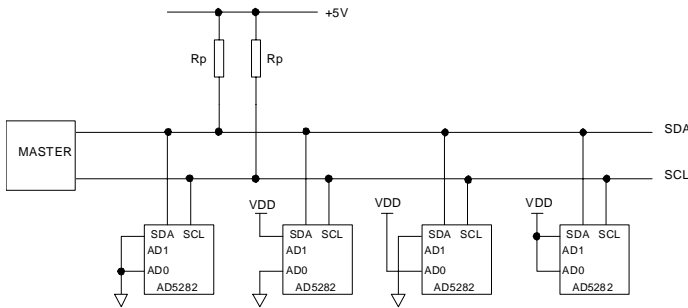 +5V
Rp Rp
SDA
MASTER
SCL
VDD VDD VDD
SDA SCL SDA SCL SDA SCL SDA SCL
AD1 AD1 AD1 AD1
AD0 AD0 AD0 AD0
AD5282 AD5282 AD5282 AD5282